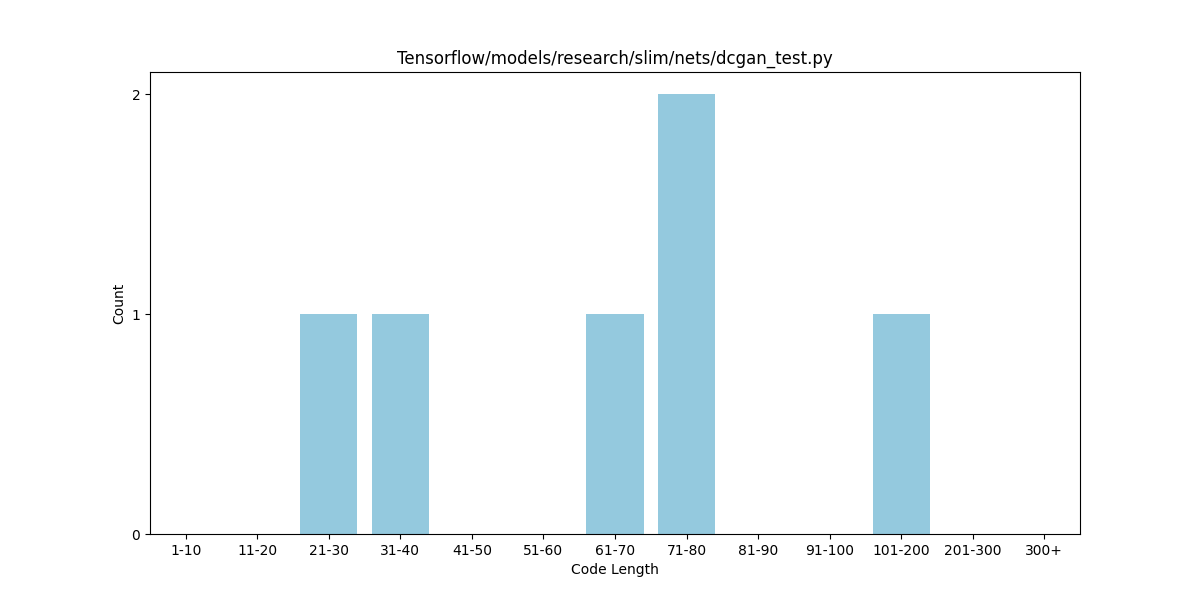 Tensorflow/models/research/slim/nets/dcgan_test.py
2
1
0
Count
1-10 11-20 21-30 31-40 41-50 51-60 61-70 71-80 81-90 91-100 101-200 201-300 300+
Code Length